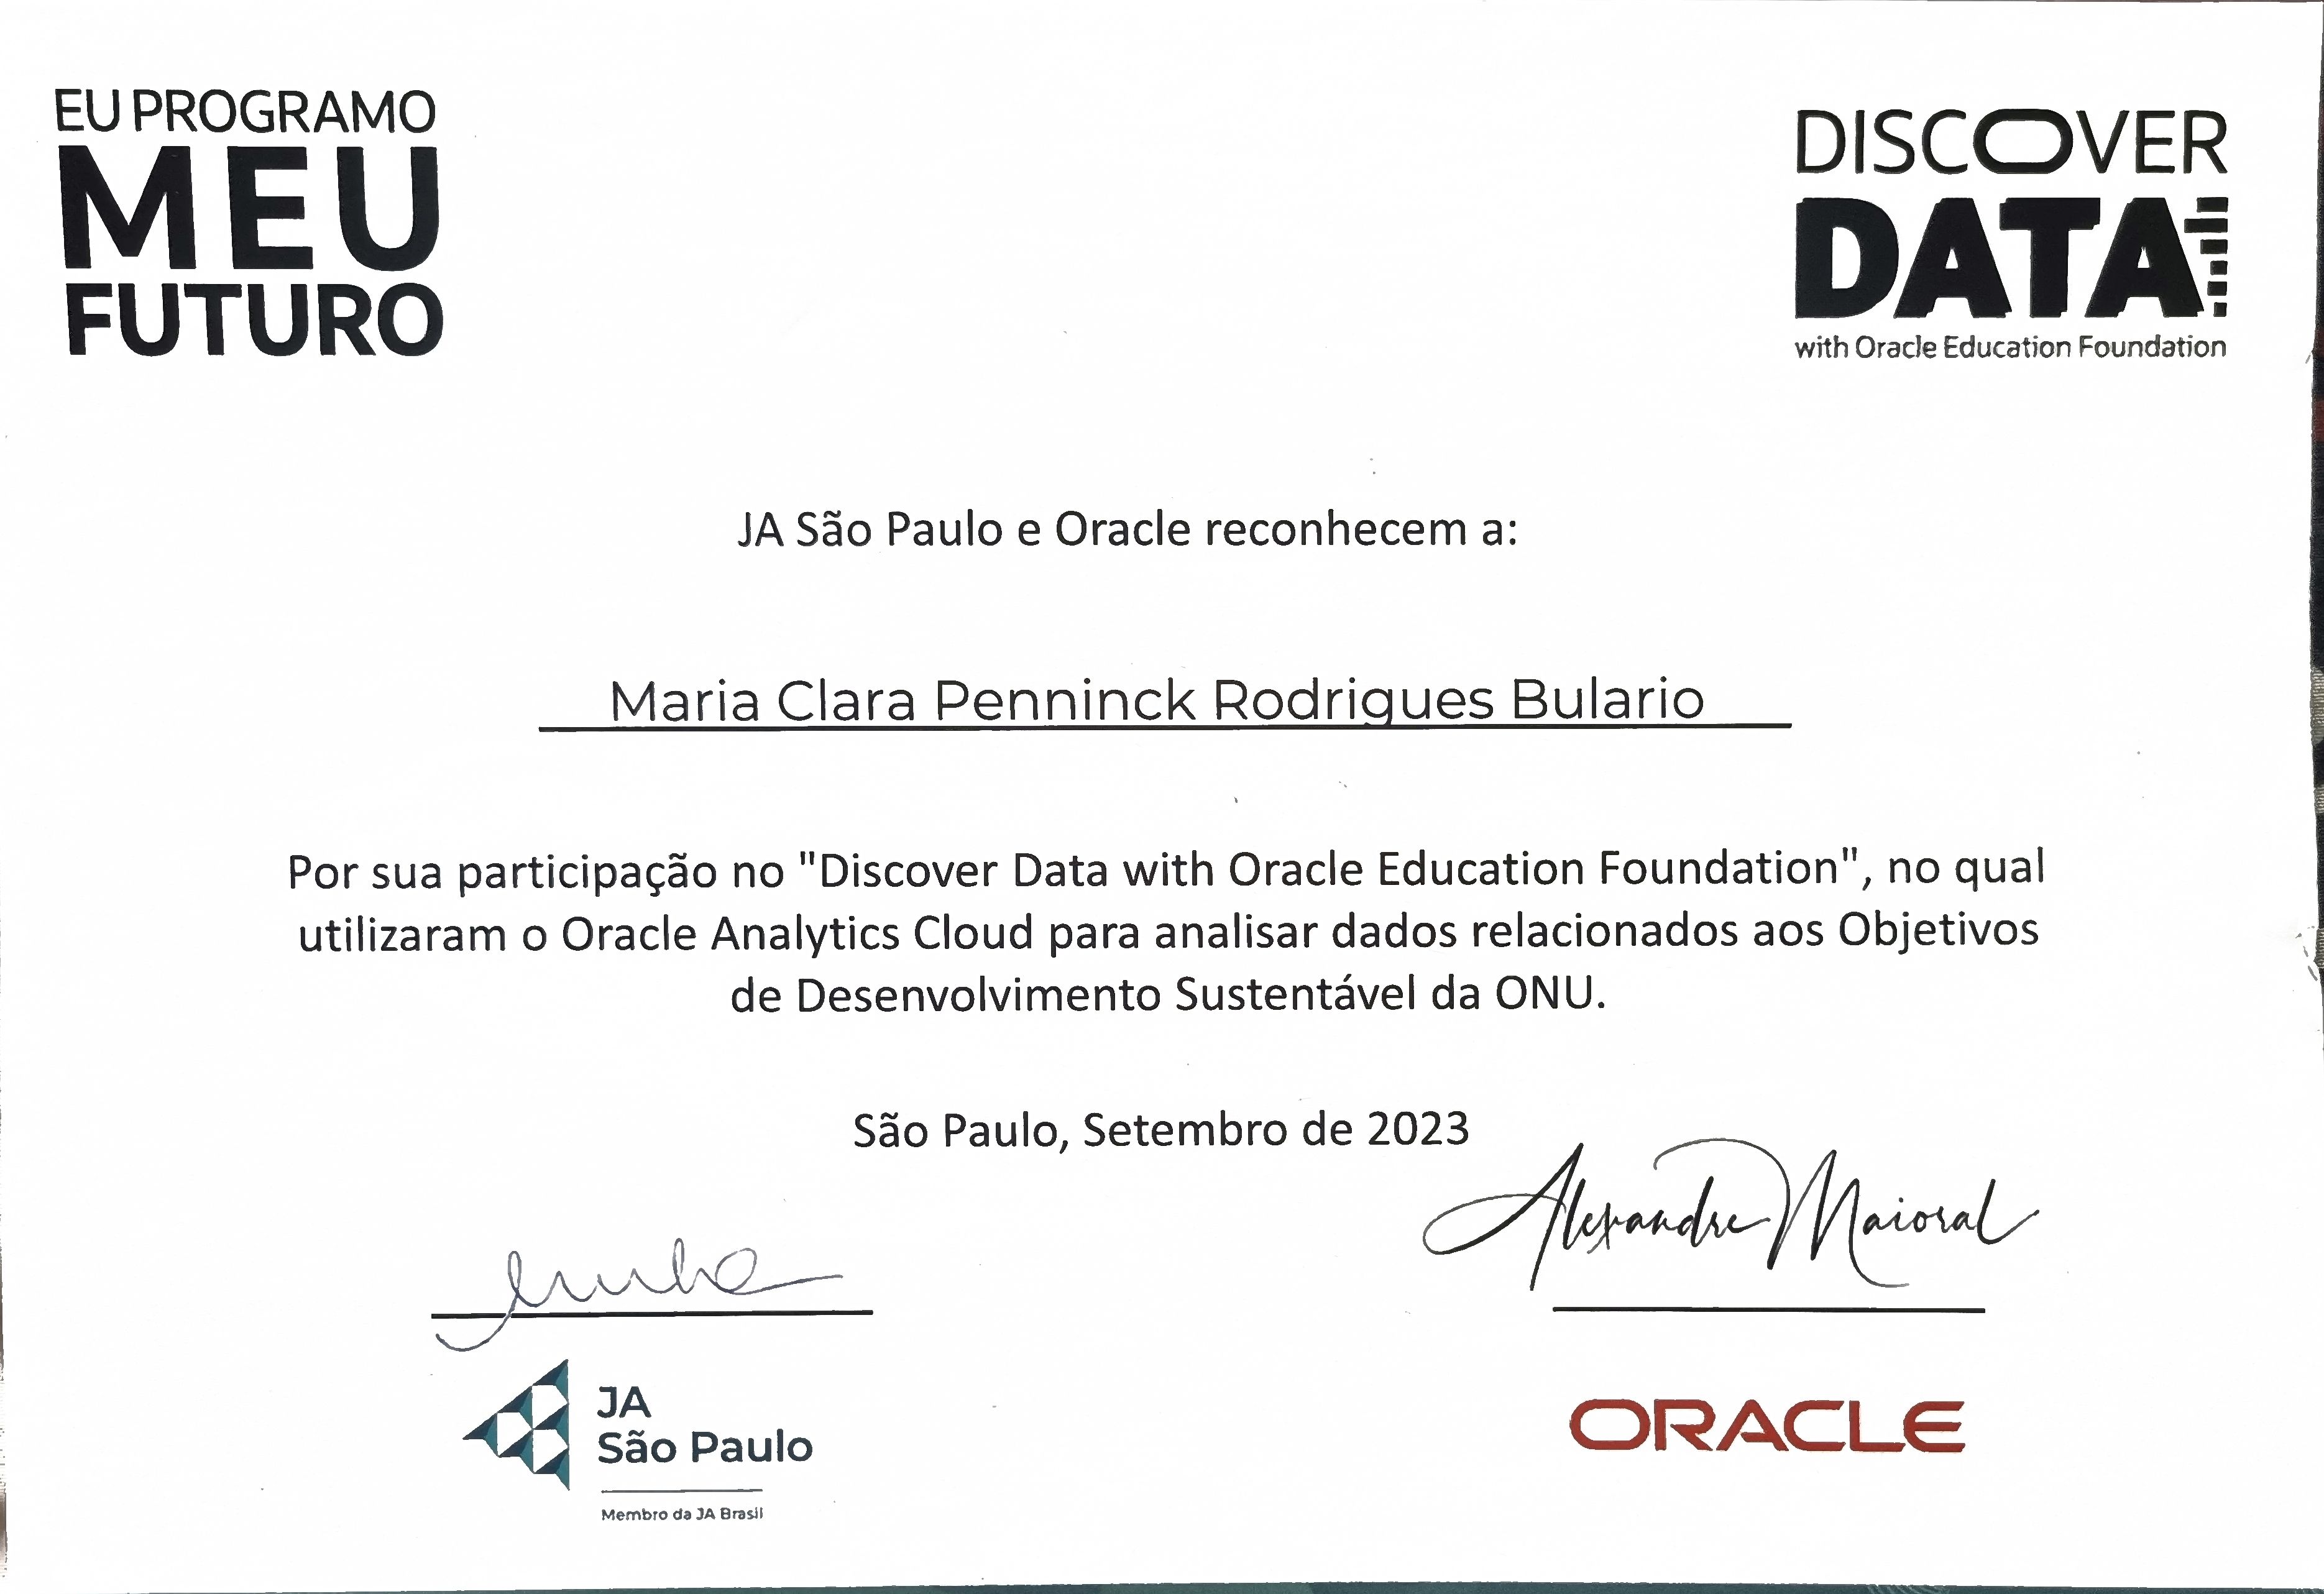 EU PROGRAMO
MEU
FUTURO
DISCOVER
DATA
with Oracle Education Foundation
JA São Paulo e Oracle reconhecem a:
Maria Clara Penninck Rodrigues Bulario
Por sua participação no "Discover Data with Oracle Education Foundation", no qual
utilizaram o Oracle Analytics Cloud para analisar dados relacionados aos Objetivos
de Desenvolvimento Sustentável da ONU.
São Paulo, Setembro de 2023
Alexandre Maioral
JA
São Paulo
Membro da JA Brasil
ORACLE